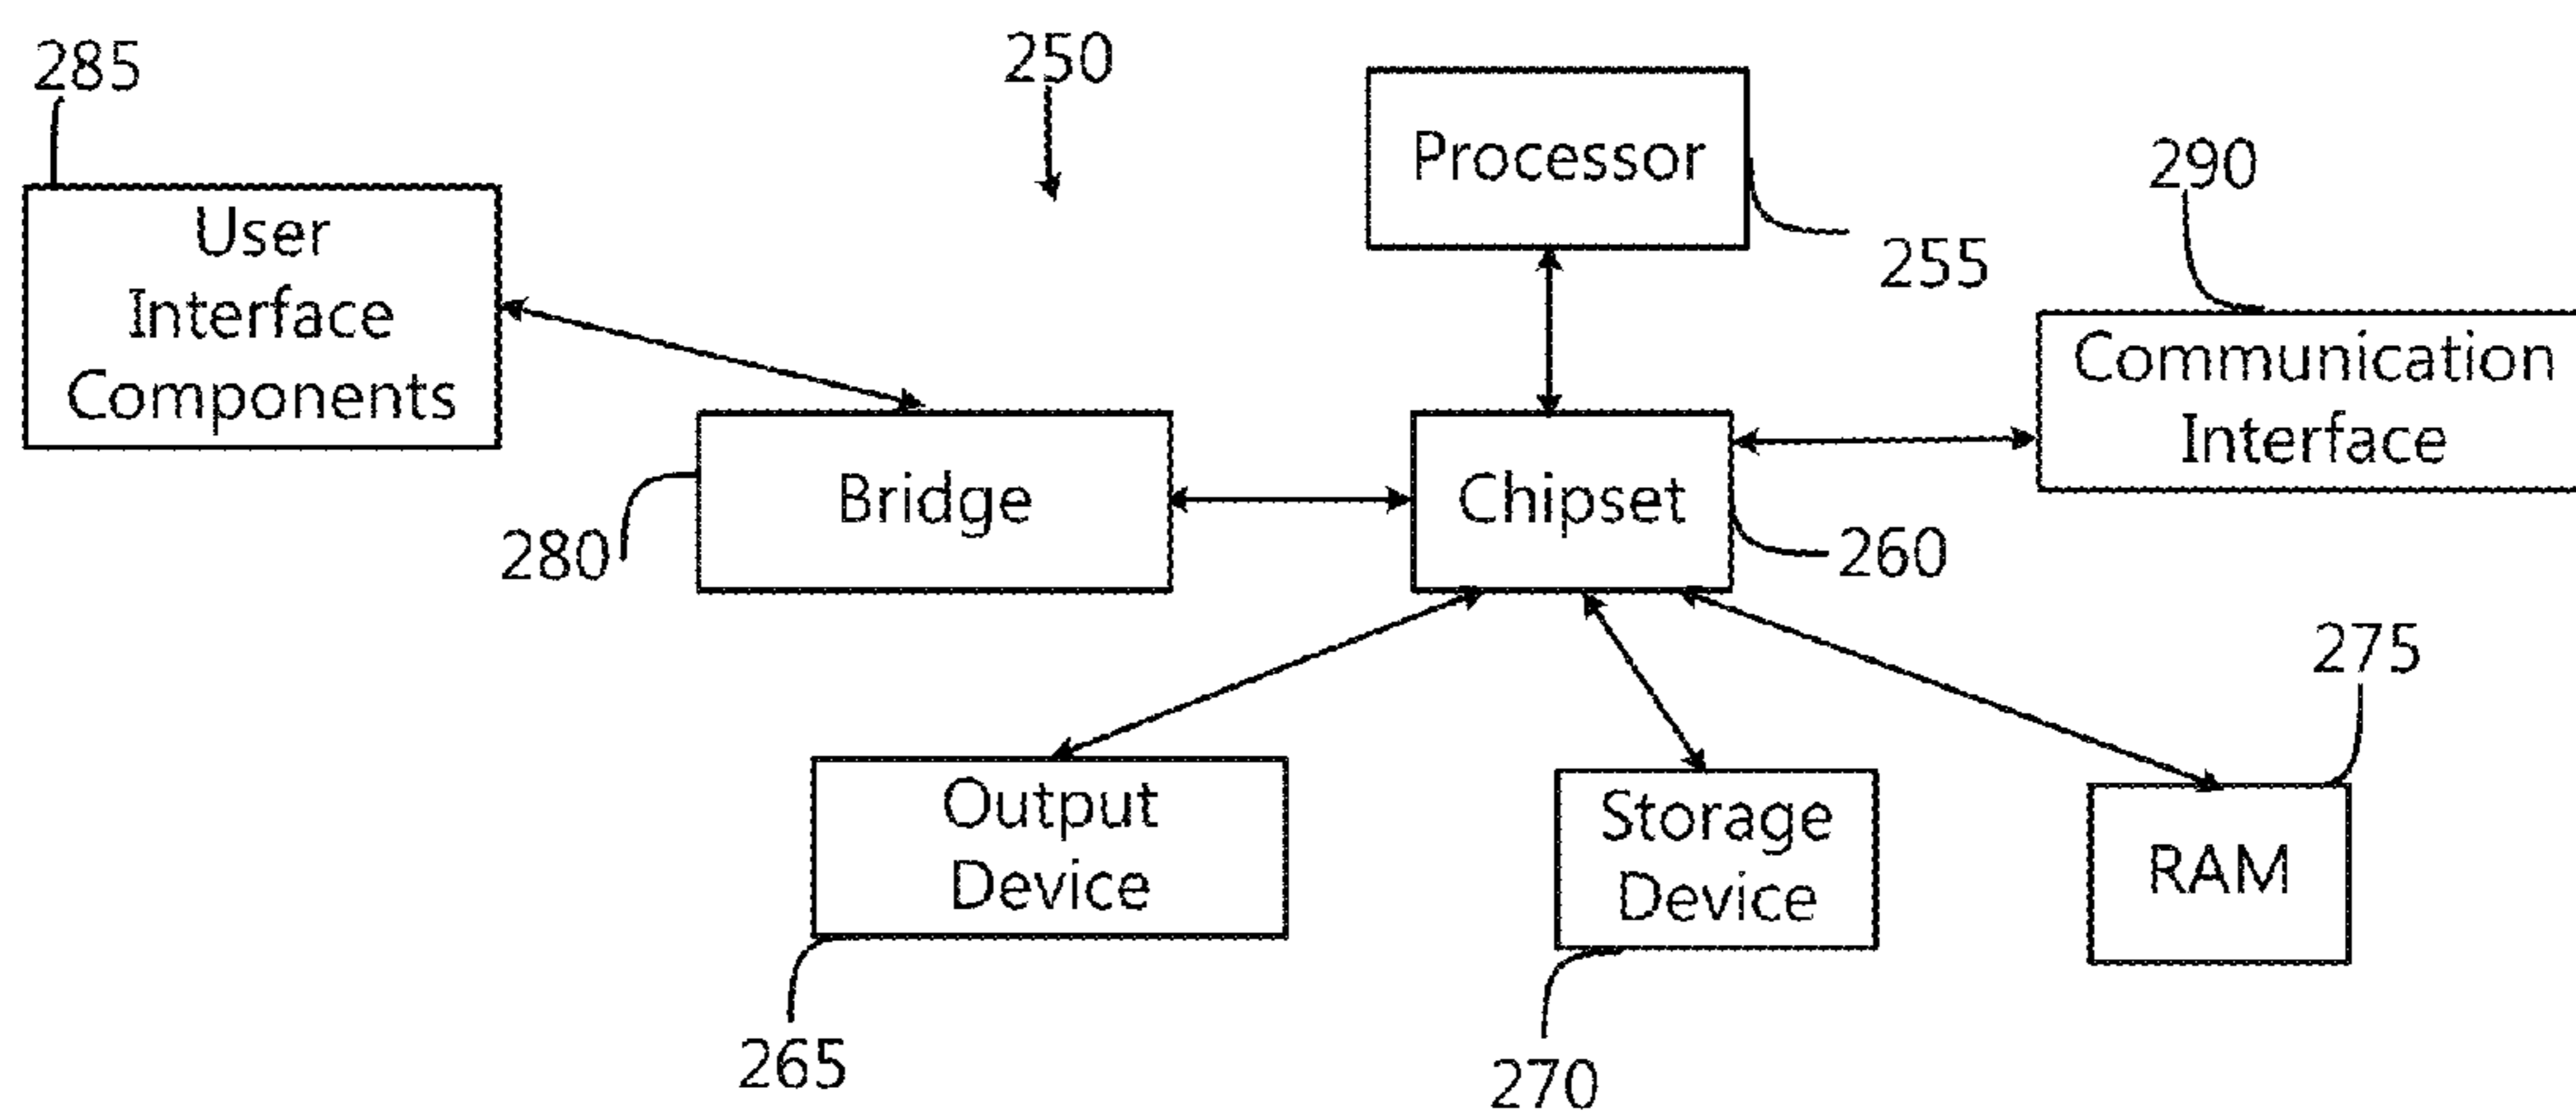 285
250
Processor
255
290
User
Interface
Components
Communication
Interface
Bridge
280
Chipset
260
275
Output
Device
265
Storage
Device
270
RAM